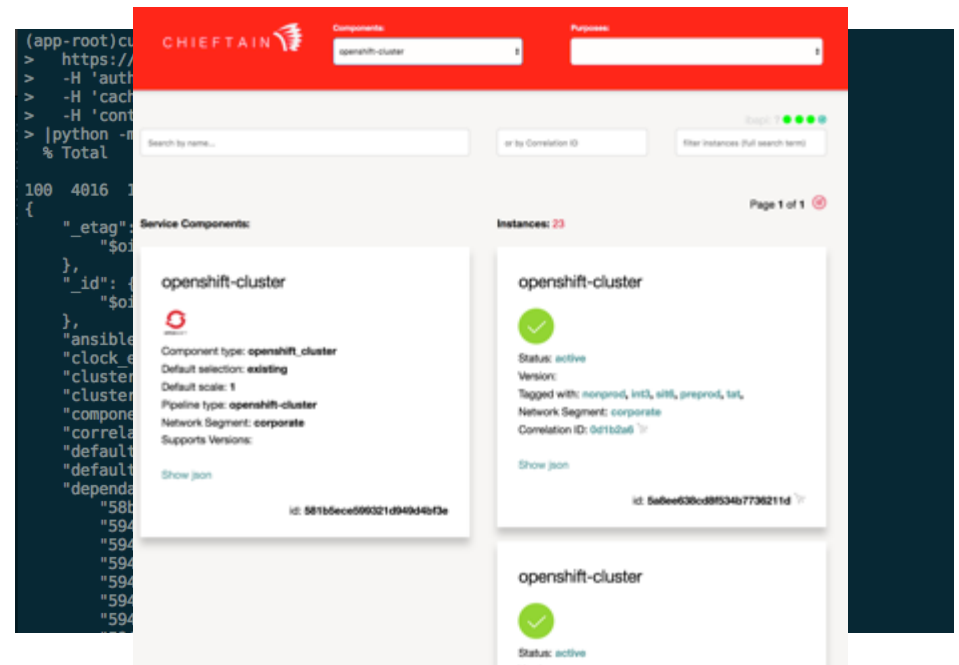 (app-root)cu
> https://
> -H 'auth
> -H 'cach
> -H 'cont
> |python -m
% Total
100 4016 1
{
"_etag":
"$oi
},
"_id": {
"$oi
},
"ansible
"clock_e
"cluster
"cluster
"compone
"correla
"default
"default
"dependa
"58b
"594
"594
"594
"594
"594
"594
CHIEFTAIN
Components:
openshift-cluster
Purposes:
Search by name...
or by Correlation ID
filter instances (full search term)
Page 1 of 1
Service Components:
Instances: 23
openshift-cluster
Component type: openshift_cluster
Default selection: existing
Default scale: 1
Pipeline type: openshift-cluster
Network Segment: corporate
Supports Versions:
Show json
id: 581b5ece599321d949d4bf3e
openshift-cluster
Status: active
Version:
Tagged with: nonprod, int3, sit6, preprod, tat,
Network Segment: corporate
Correlation ID: 0d1b2a6
Show json
id: 5a8ee638cd8f534b7736211d
openshift-cluster
Status: active